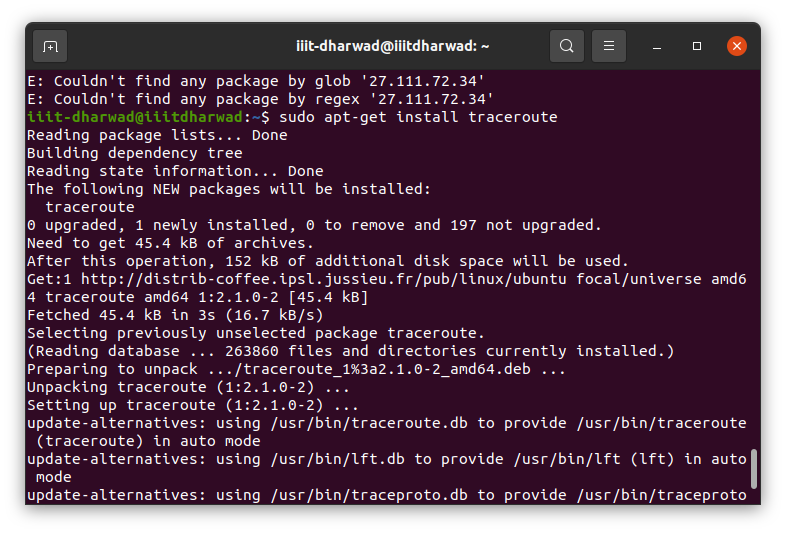 iiit-dharwad@iiitdharwad: ~
E: Couldn't find any package by glob '27.111.72.34'
E: Couldn't find any package by regex '27.111.72.34'
iiit-dharwad@iiitdharwad:~$ sudo apt-get install traceroute
Reading package lists... Done
Building dependency tree
Reading state information... Done
The following NEW packages will be installed:
  traceroute
0 upgraded, 1 newly installed, 0 to remove and 197 not upgraded.
Need to get 45.4 kB of archives.
After this operation, 152 kB of additional disk space will be used.
Get:1 http://distrib-coffee.ipsl.jussieu.fr/pub/linux/ubuntu focal/universe amd6
4 traceroute amd64 1:2.1.0-2 [45.4 kB]
Fetched 45.4 kB in 3s (16.7 kB/s)
Selecting previously unselected package traceroute.
(Reading database ... 263860 files and directories currently installed.)
Preparing to unpack .../traceroute_1%3a2.1.0-2_amd64.deb ...
Unpacking traceroute (1:2.1.0-2) ...
Setting up traceroute (1:2.1.0-2) ...
update-alternatives: using /usr/bin/traceroute.db to provide /usr/bin/traceroute
 (traceroute) in auto mode
update-alternatives: using /usr/bin/lft.db to provide /usr/bin/lft (lft) in auto
 mode
update-alternatives: using /usr/bin/traceproto.db to provide /usr/bin/traceproto